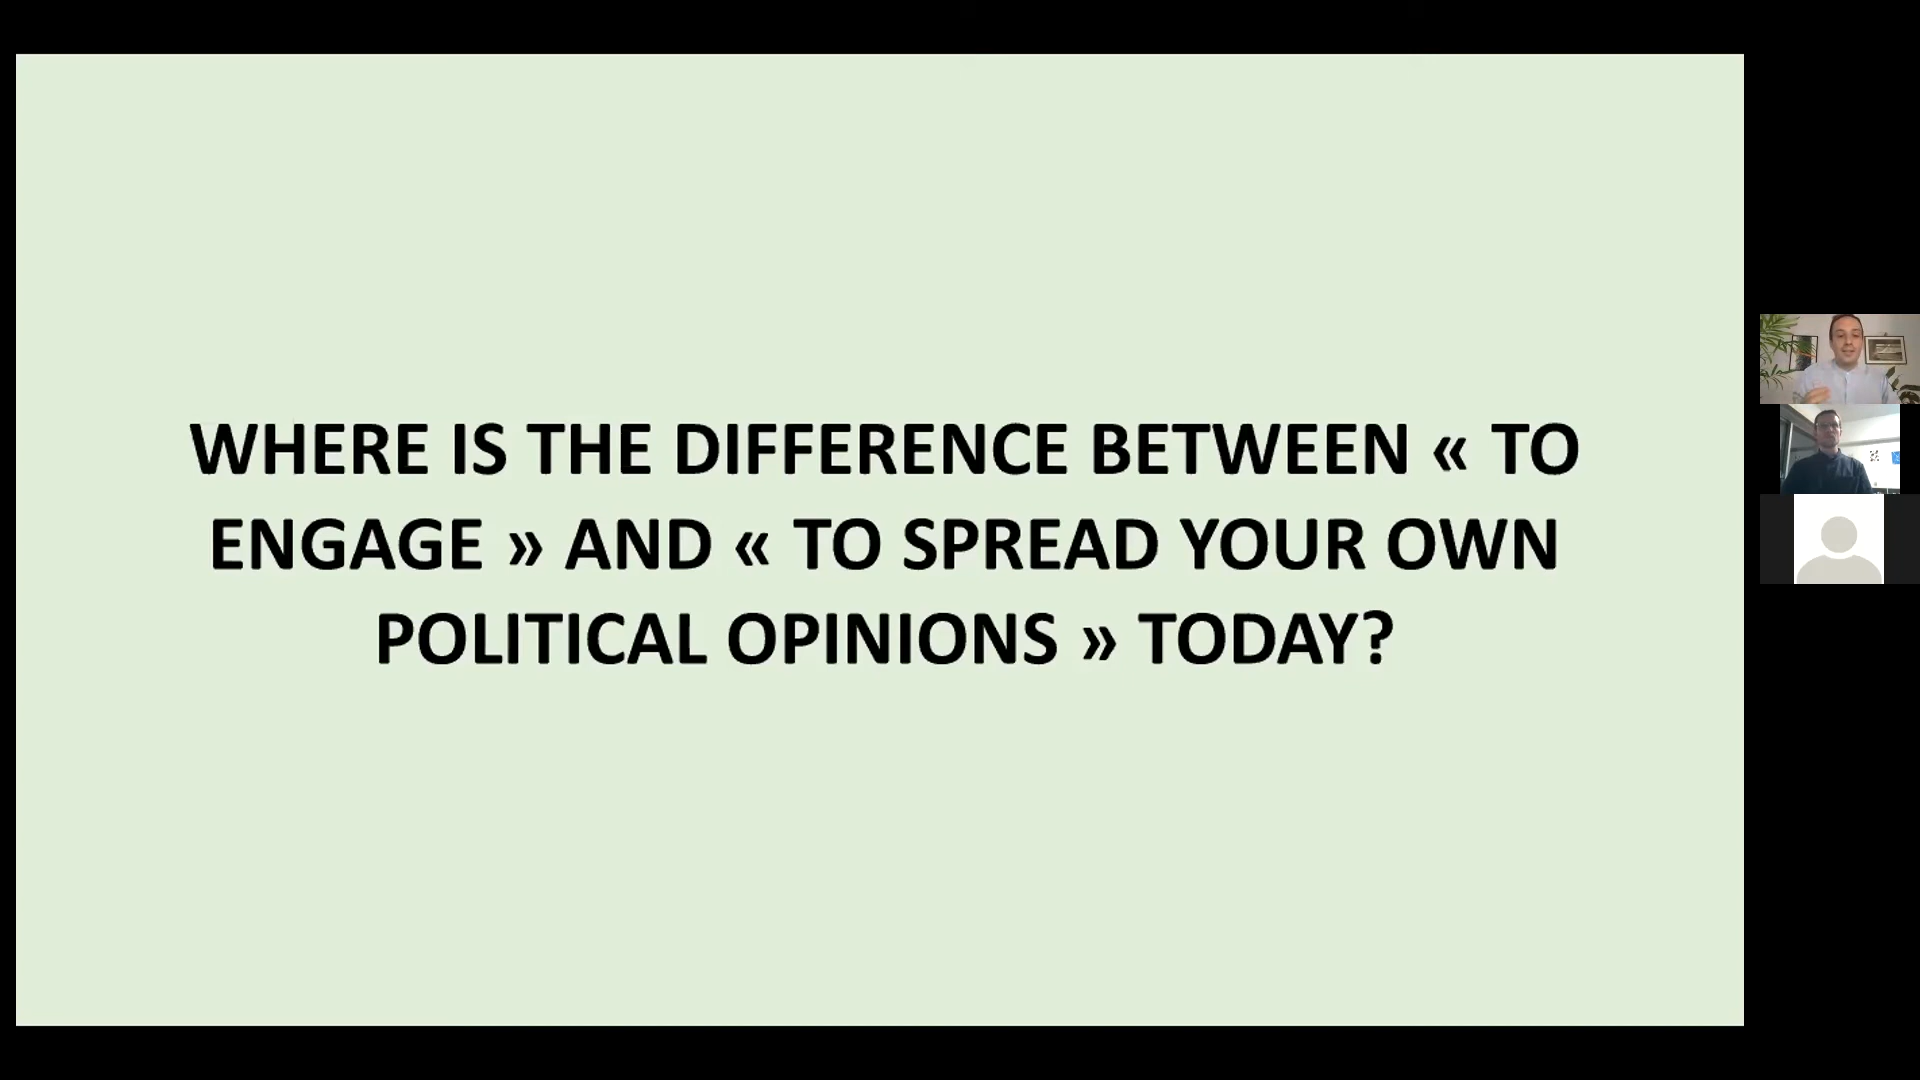 WHERE IS THE DIFFERENCE BETWEEN « TO
ENGAGE » AND « TO SPREAD YOUR OWN
POLITICAL OPINIONS » TODAY?